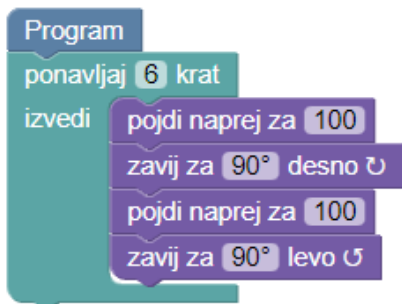 Program
ponavljaj 6 krat
izvedi pojdi naprej za 100
zavij za 90° desno ↻
pojdi naprej za 100
zavij za 90° levo ↺